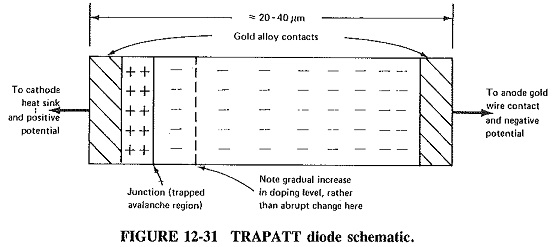 ≈ 20-40 μm
Gold alloy contacts
To cathode
heat sink
and positive
potential
To anode gold
wire contact
and negative
potential
+ +
+ +
+ +
+ +
+ +
Junction (trapped
avalanche region)
Note gradual increase
in doping level, rather
than abrupt change here
FIGURE 12-31 TRAPATT diode schematic.